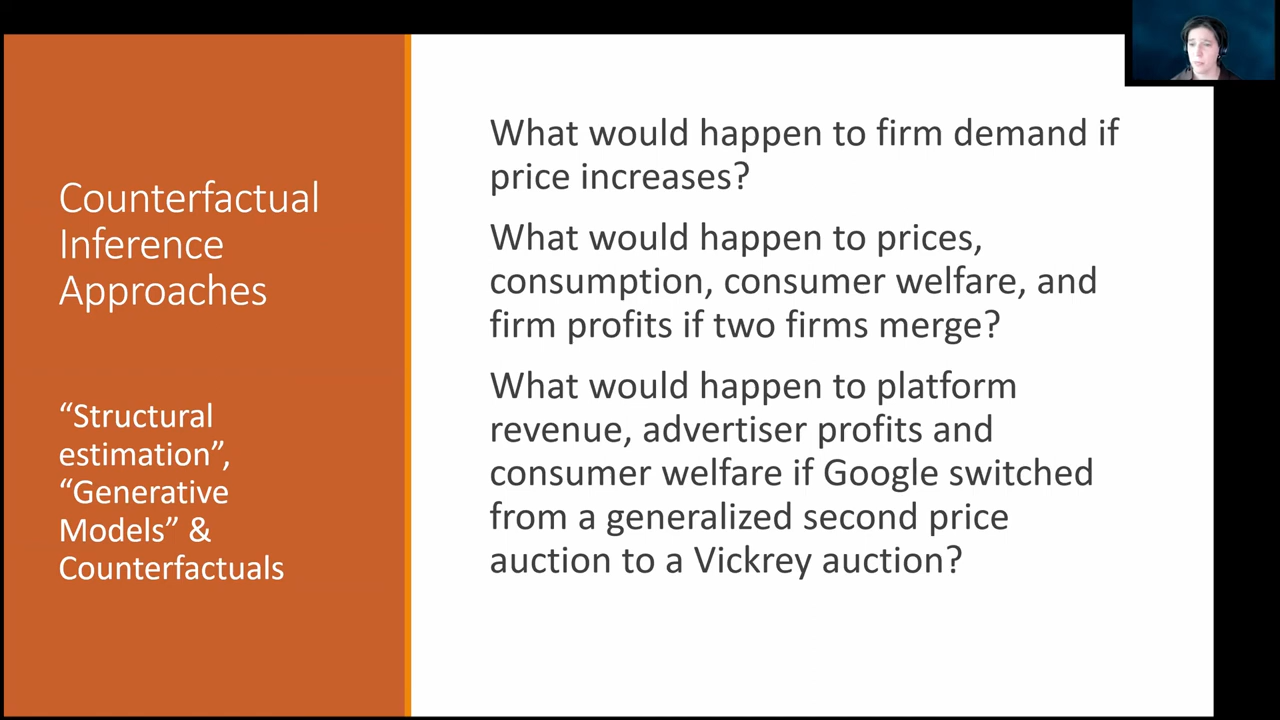 Counterfactual
Inference
Approaches
“Structural
estimation”,
“Generative
Models” &
Counterfactuals
What would happen to firm demand if
price increases?
What would happen to prices,
consumption, consumer welfare, and
firm profits if two firms merge?
What would happen to platform
revenue, advertiser profits and
consumer welfare if Google switched
from a generalized second price
auction to a Vickrey auction?